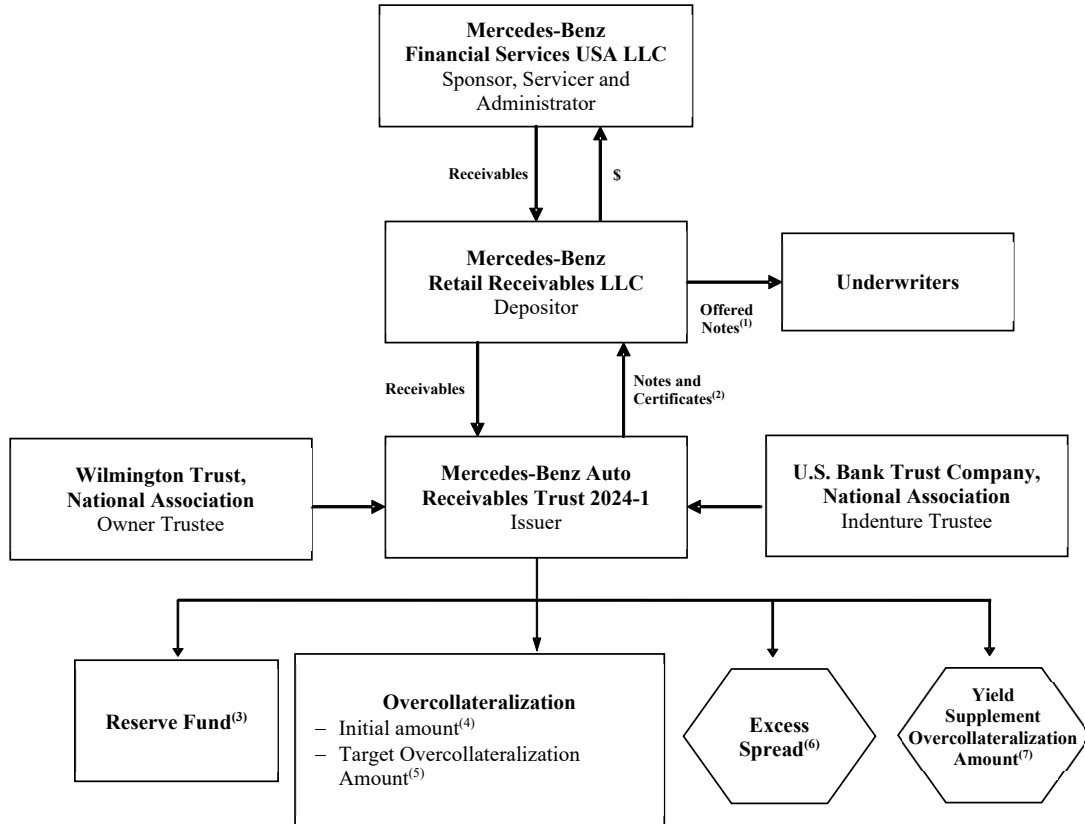 Mercedes-Benz
Financial Services USA LLC
Sponsor, Servicer and
Administrator
Receivables
$
Mercedes-Benz
Retail Receivables LLC
Depositor
Underwriters
Offered
Notes(1)
Receivables
Notes and
Certificates(2)
Wilmington Trust,
National Association
Owner Trustee
Mercedes-Benz Auto
Receivables Trust 2024-1
Issuer
U.S. Bank Trust Company,
National Association
Indenture Trustee
Reserve Fund(3)
Overcollateralization
– Initial amount(4)
– Target Overcollateralization
Amount(5)
Excess
Spread(6)
Yield
Supplement
Overcollateralization
Amount(7)